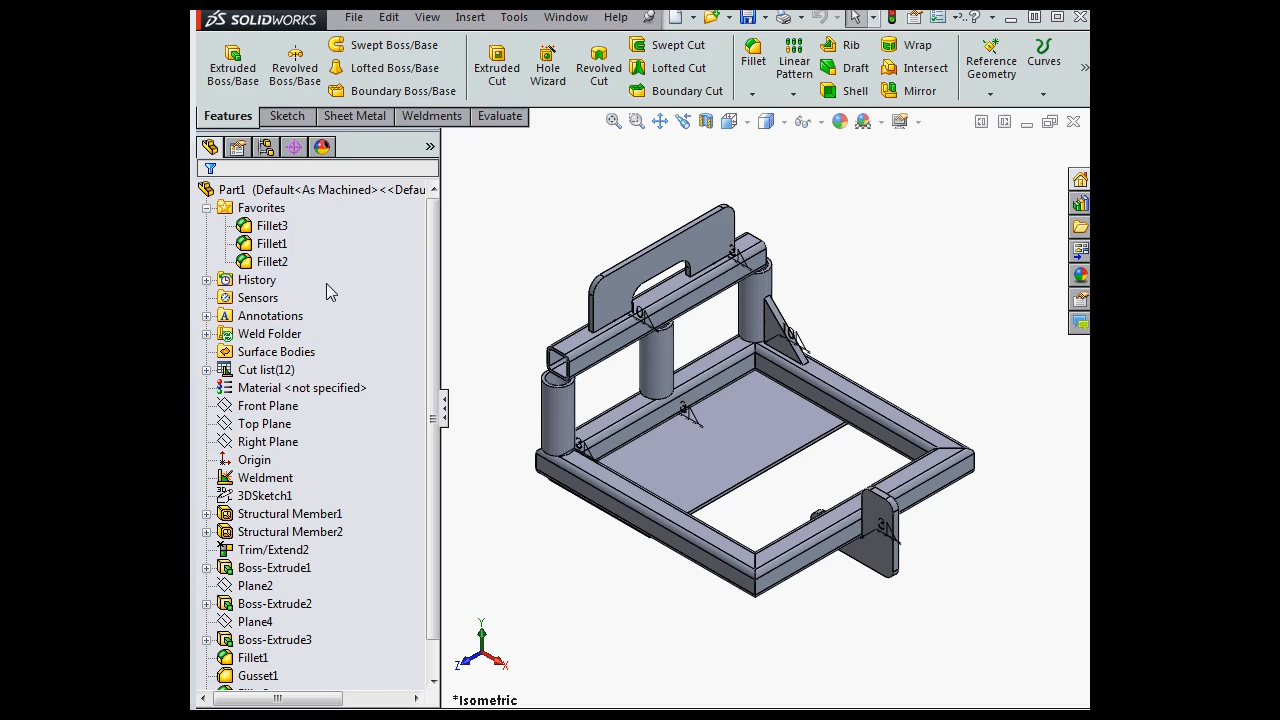 SOLIDWORKS File Edit View Insert Tools Window Help
Extruded Boss/Base
Revolved Boss/Base
Swept Boss/Base
Lofted Boss/Base
Boundary Boss/Base
Extruded Cut
Hole Wizard
Revolved Cut
Swept Cut
Lofted Cut
Boundary Cut
Fillet
Linear Pattern
Rib
Draft
Shell
Wrap
Intersect
Mirror
Reference Geometry
Curves
Features Sketch Sheet Metal Weldments Evaluate
Part1 (Default<As Machined><<Defau
Favorites
Fillet3
Fillet1
Fillet2
History
Sensors
Annotations
Weld Folder
Surface Bodies
Cut list(12)
Material <not specified>
Front Plane
Top Plane
Right Plane
Origin
Weldment
3DSketch1
Structural Member1
Structural Member2
Trim/Extend2
Boss-Extrude1
Plane2
Boss-Extrude2
Plane4
Boss-Extrude3
Fillet1
Gusset1
Y
Z
X
*Isometric